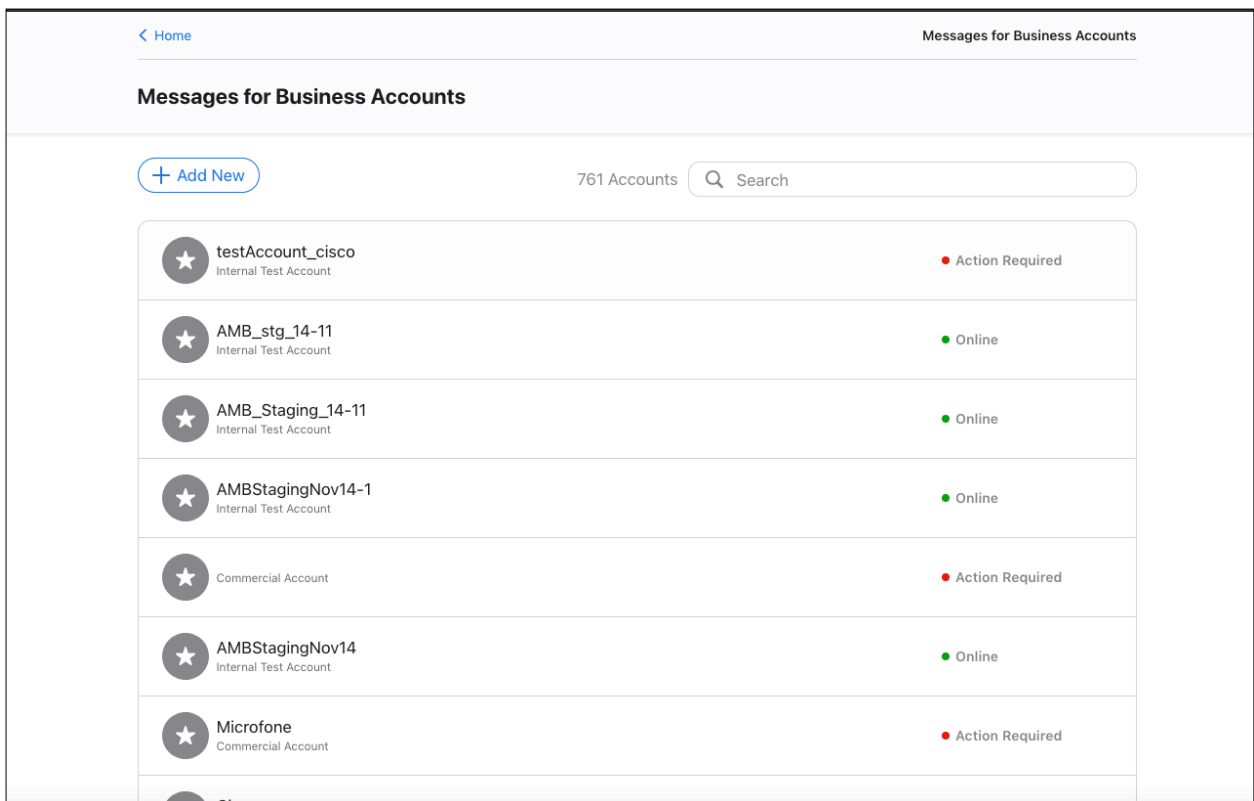 Home
Messages for Business Accounts
Messages for Business Accounts
Add New
761 Accounts
Search
testAccount_cisco
Internal Test Account
Action Required
AMB_stg_14-11
Internal Test Account
Online
AMB_Staging_14-11
Internal Test Account
Online
AMBStagingNov14-1
Internal Test Account
Online
Commercial Account
Action Required
AMBStagingNov14
Internal Test Account
Online
Microfone
Commercial Account
Action Required